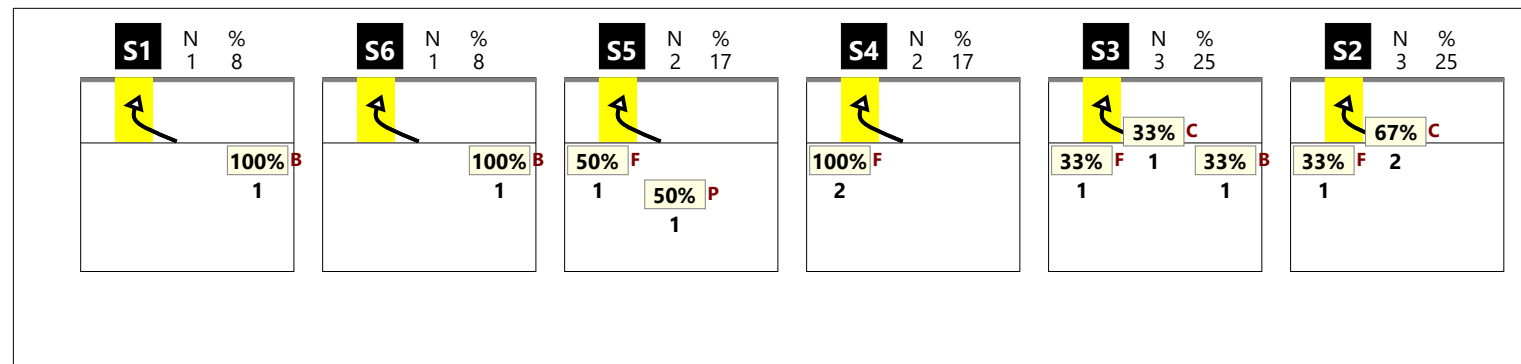 S1 N % S6 N % S5 N % S4 N % S3 N % S2 N %
1 8 1 8 2 17 2 17 3 25 3 25
33% C 67% C
100% B 100% B 50% F 100% F 33% F 1 33% B 33% F 2
1 1 1 2 1 1 1
50% P
1